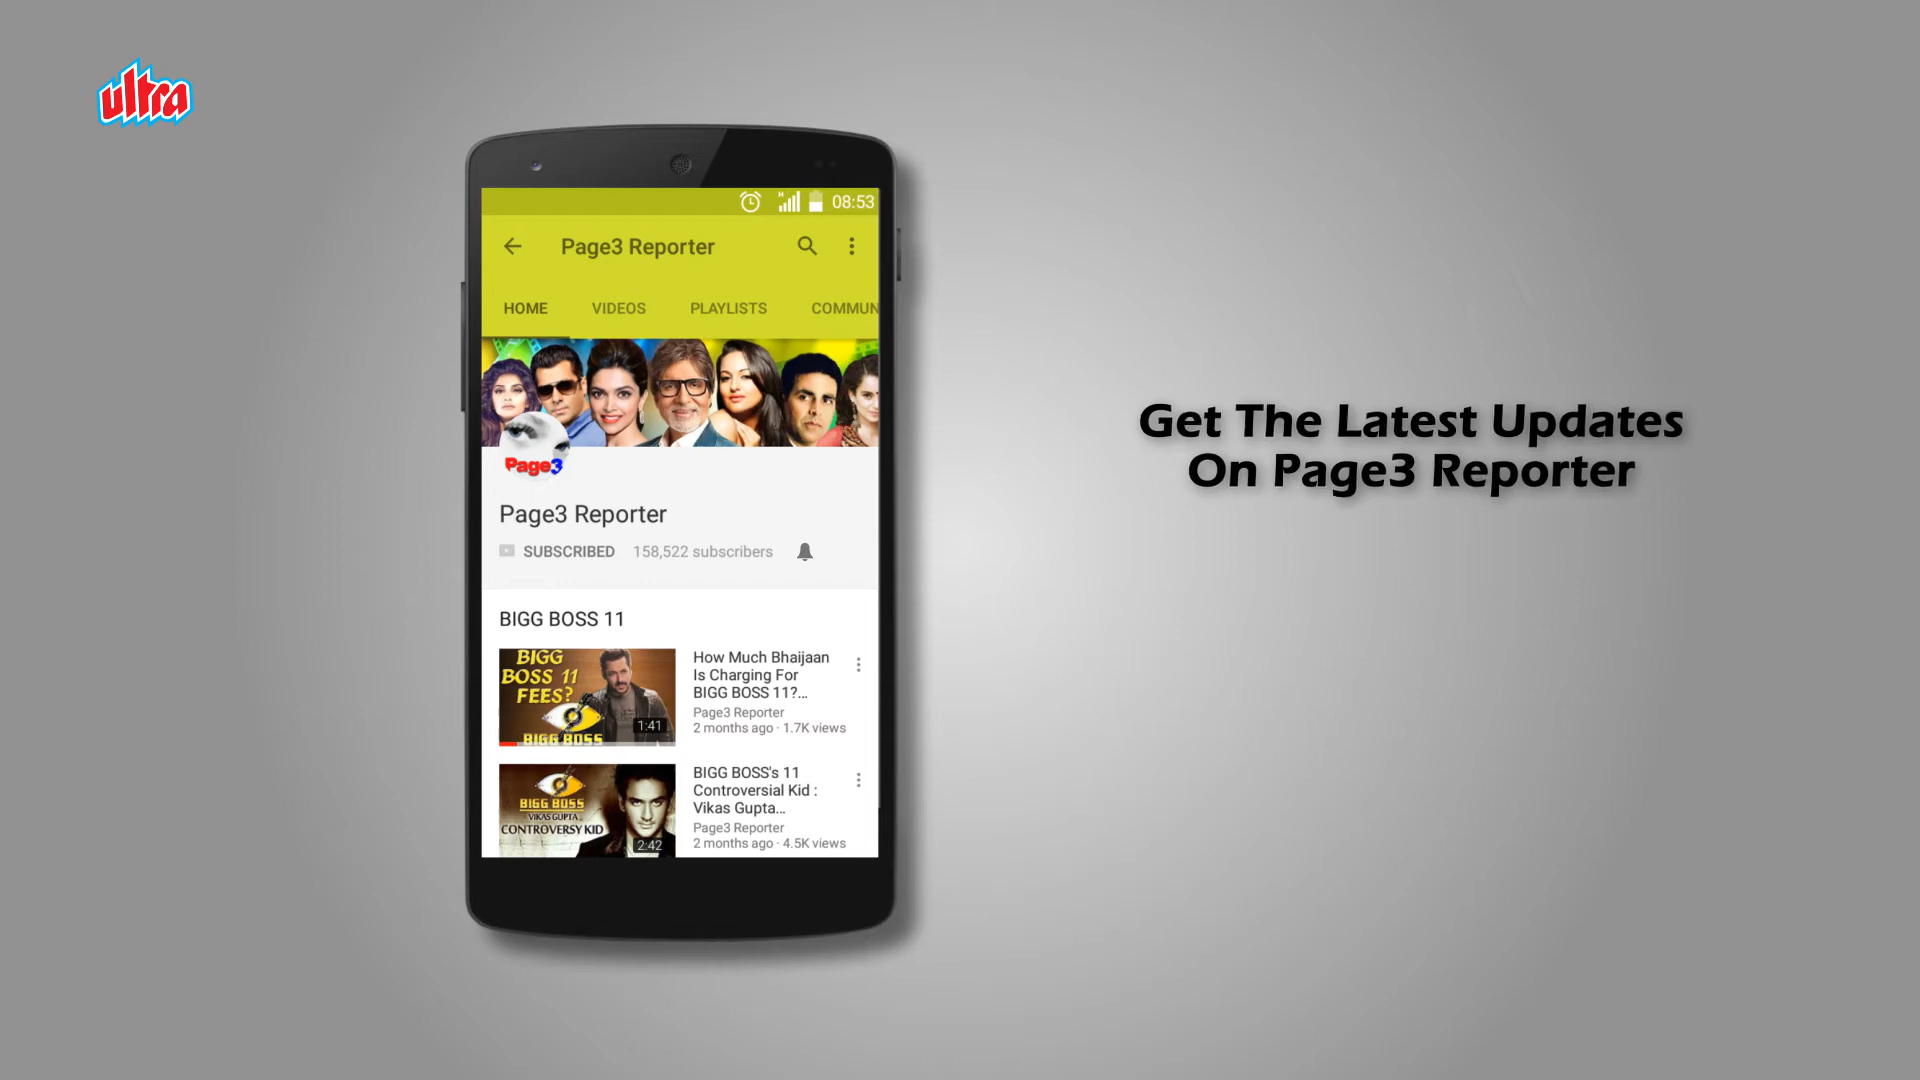 ultra
08:53
Page3 Reporter
HOME VIDEOS PLAYLISTS COMMUN
Page3
Page3 Reporter
SUBSCRIBED 158,522 subscribers
BIGG BOSS 11
BIGG
BOSS 11
FEES?
BIGG BOSS
1:41
How Much Bhaijaan
Is Charging For
BIGG BOSS 11?...
Page3 Reporter
2 months ago · 1.7K views
BIGG BOSS
VIKAS GUPTA
CONTROVERSY KID
2:42
BIGG BOSS's 11
Controversial Kid :
Vikas Gupta...
Page3 Reporter
2 months ago · 4.5K views
Get The Latest Updates
On Page3 Reporter